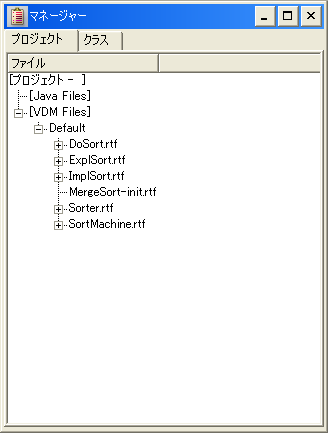 マネージャー
プロジェクト クラス
ファイル
[プロジェクト - ]
[Java Files]
[VDM Files]
Default
DoSort.rtf
ExplSort.rtf
ImplSort.rtf
MergeSort-init.rtf
Sorter.rtf
SortMachine.rtf